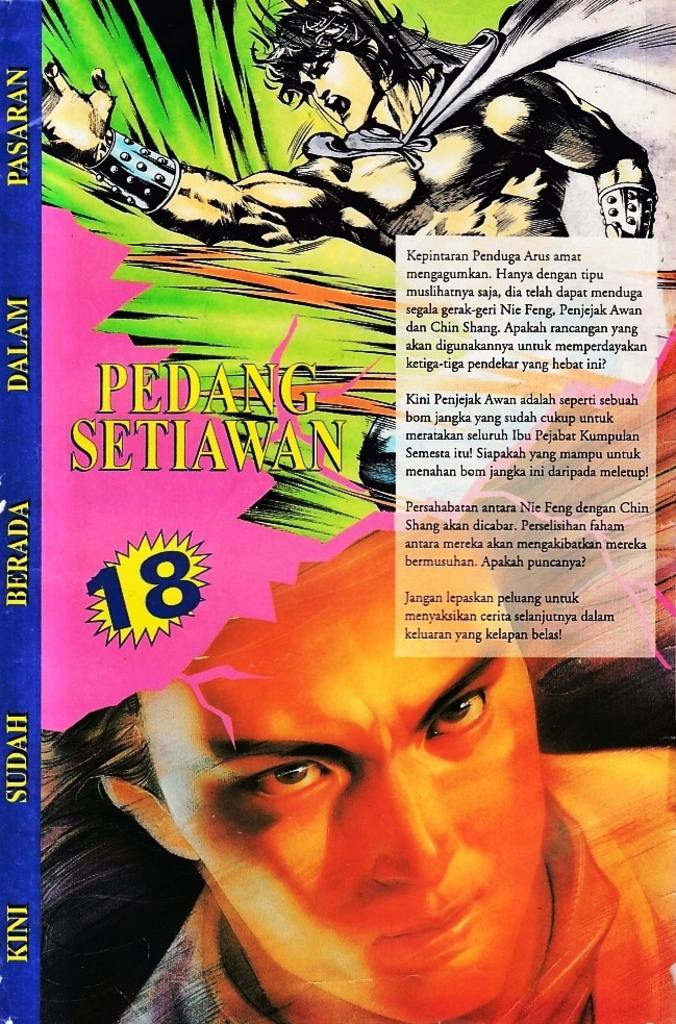 KINI SUDAH BERADA DALAM PASARAN
PEDANG
SETIAWAN
18
Kepintaran Penduga Arus amat
mengagumkan. Hanya dengan tipu
muslihatnya saja, dia telah dapat menduga
segala gerak-geri Nie Feng, Penjejak Awan
dan Chin Shang. Apakah rancangan yang
akan digunakannya untuk memperdayakan
ketiga-tiga pendekar yang hebat ini?
Kini Penjejak Awan adalah seperti sebuah
bom jangka yang sudah cukup untuk
meratakan seluruh Ibu Pejabat Kumpulan
Semesta itu! Siapakah yang mampu untuk
menahan bom jangka ini daripada meletup!
Persahabatan antara Nie Feng dengan Chin
Shang akan dicabar. Perselisihan faham
antara mereka akan mengakibatkan mereka
bermusuhan. Apakah puncanya?
Jangan lepaskan peluang untuk
menyaksikan cerita selanjutnya dalam
keluaran yang kelapan belas!